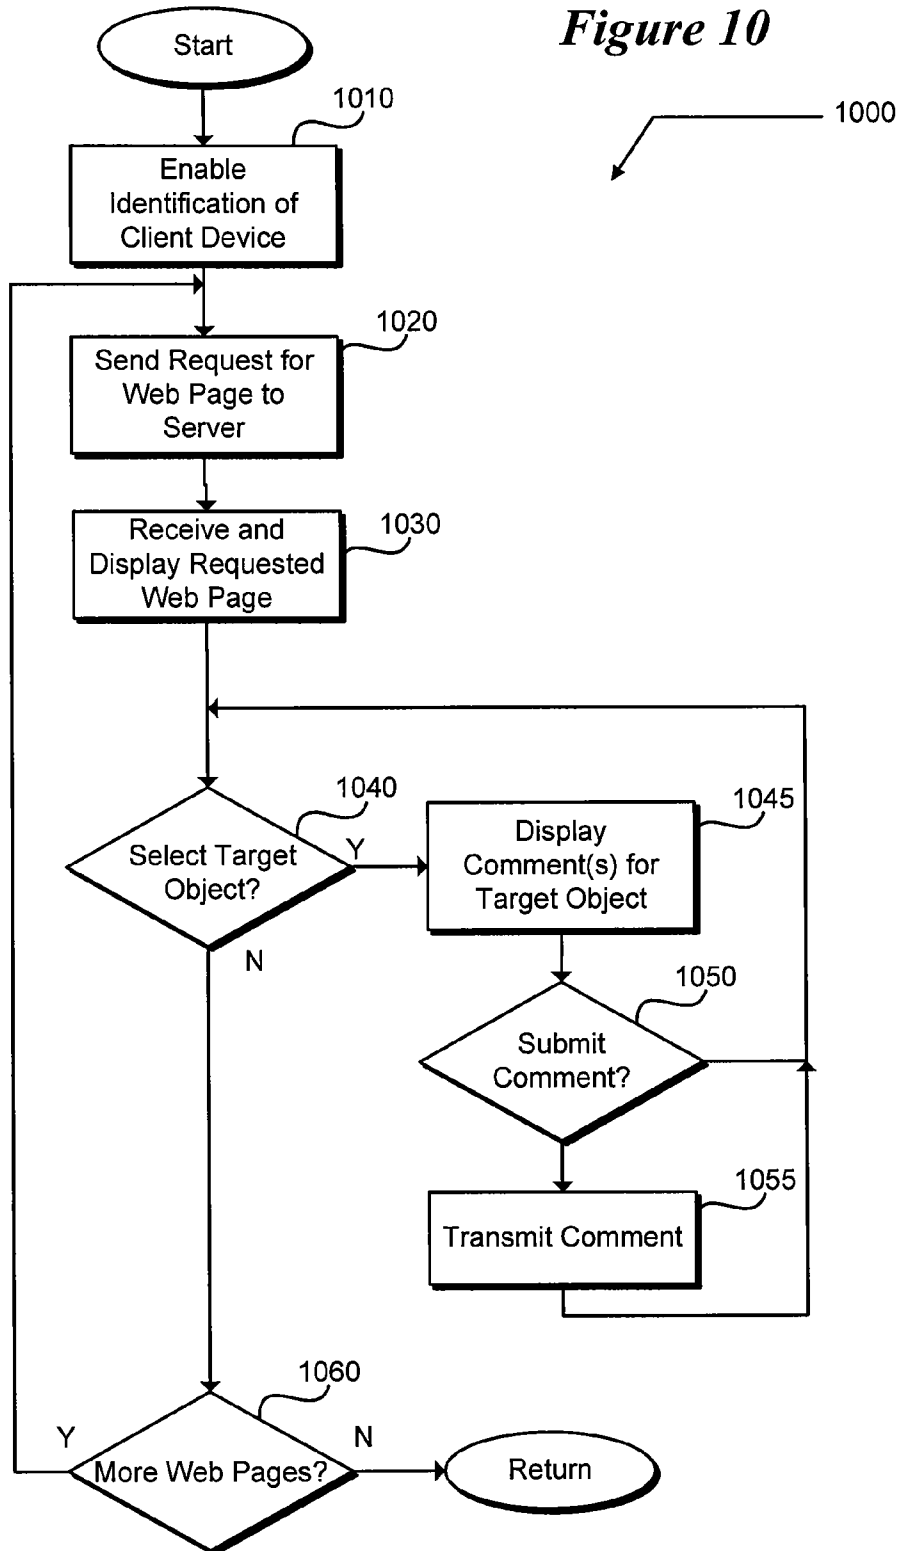 Figure 10
Start
1000
1010
Enable
Identification of
Client Device
1020
Send Request for
Web Page to
Server
1030
Receive and
Display Requested
Web Page
1040
Select Target
Object?
Y
N
1045
Display
Comment(s) for
Target Object
1050
Submit
Comment?
1055
Transmit Comment
1060
More Web Pages?
Y
N
Return